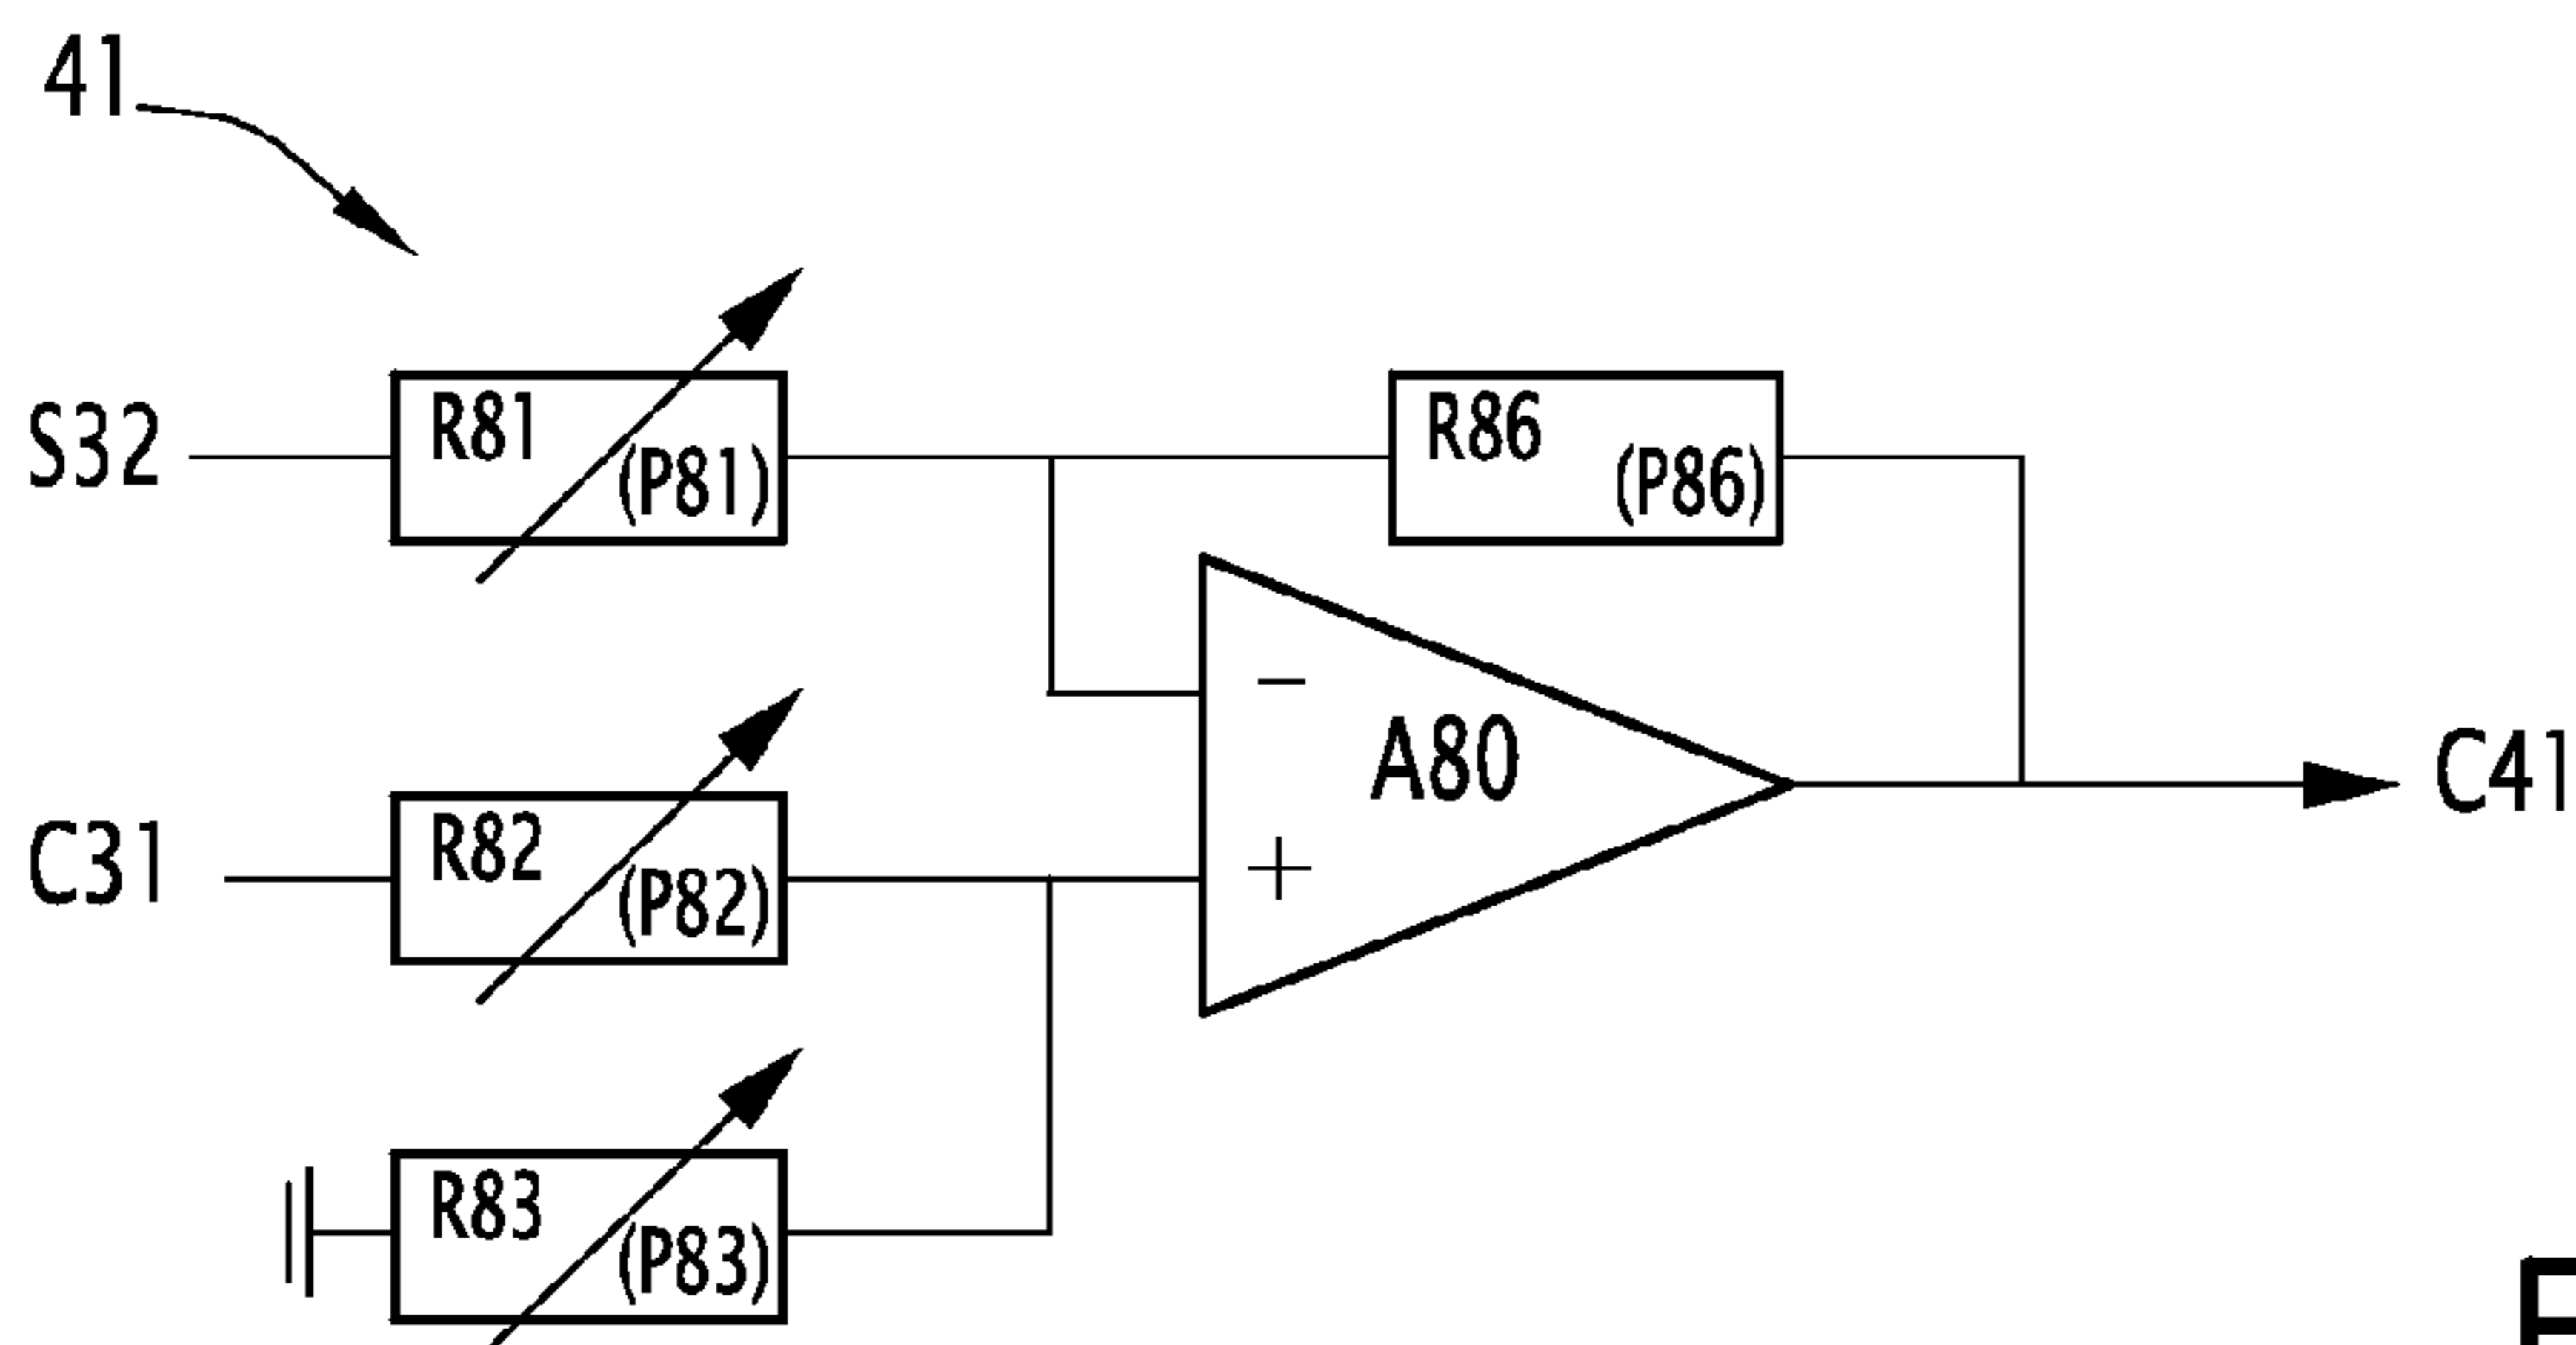 41
S32
R81
(P81)
R86
(P86)
−
A80
+
C41
C31
R82
(P82)
R83
(P83)